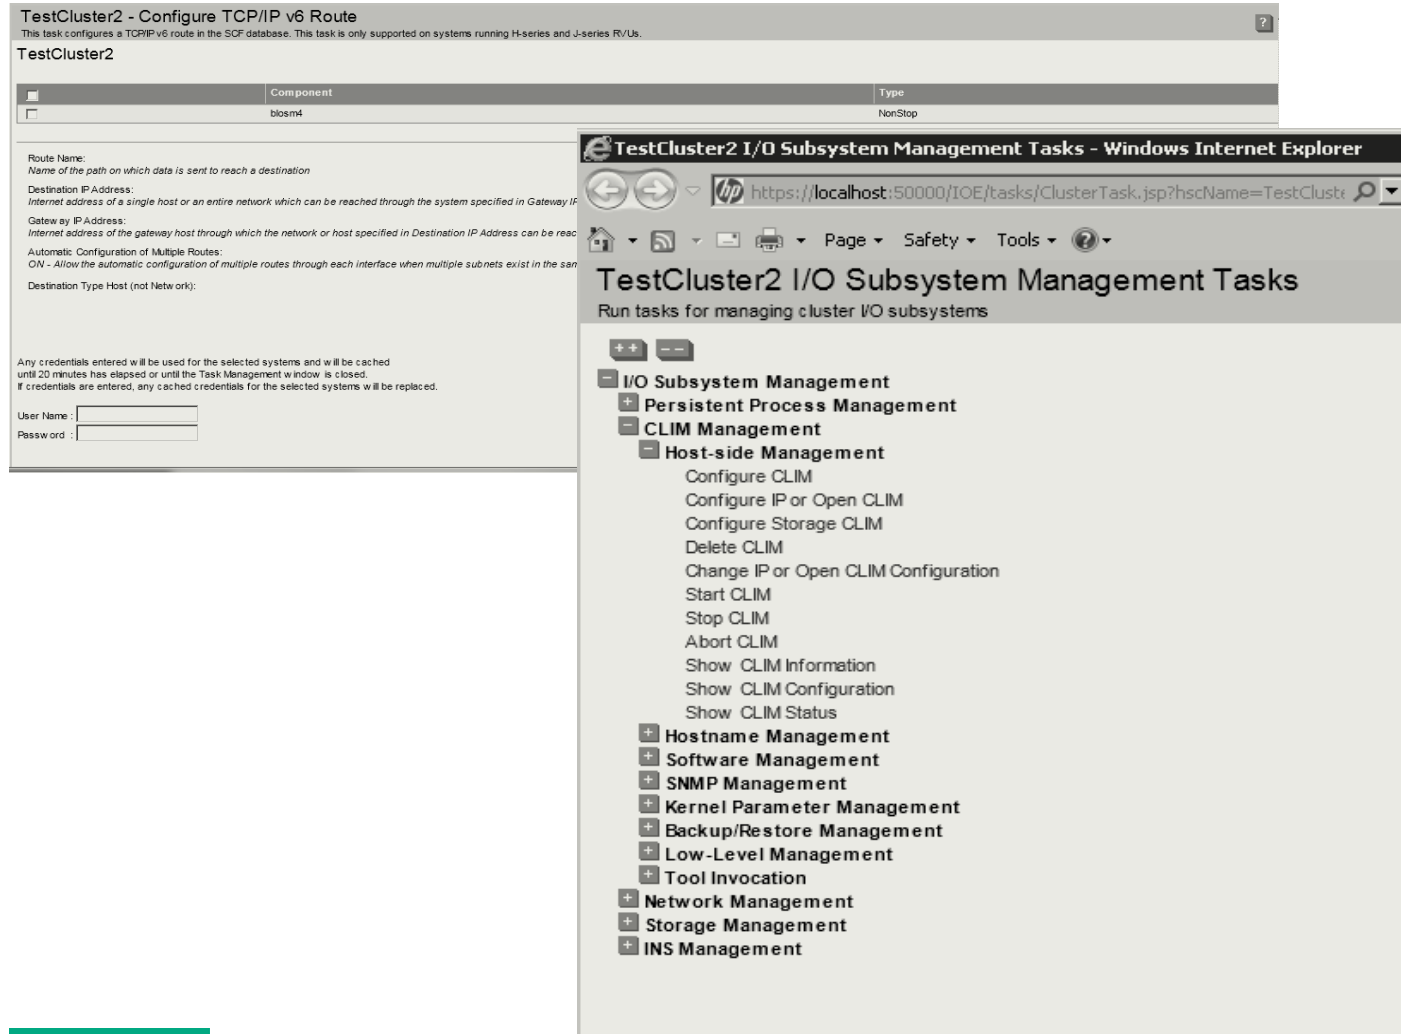 TestCluster2 - Configure TCP/IP v6 Route
This task configures a TCP/IP v6 route in the SCF database. This task is only supported on systems running H-series and J-series RVUs.
?
TestCluster2
Component Type
blosm4 NonStop
Route Name:
Name of the path on which data is sent to reach a destination
Destination IP Address:
Internet address of a single host or an entire network which can be reached through the system specified in Gateway IP
Gateway IP Address:
Internet address of the gateway host through which the network or host specified in Destination IP Address can be reac
Automatic Configuration of Multiple Routes:
ON - Allow the automatic configuration of multiple routes through each interface when multiple subnets exist in the san
Destination Type Host (not Network):
Any credentials entered will be used for the selected systems and will be cached
until 20 minutes has elapsed or until the Task Management window is closed.
If credentials are entered, any cached credentials for the selected systems will be replaced.
User Name :
Password :
TestCluster2 I/O Subsystem Management Tasks - Windows Internet Explorer
hp https://localhost:50000/IOE/tasks/ClusterTask.jsp?hscName=TestCluste
Page Safety Tools ?
TestCluster2 I/O Subsystem Management Tasks
Run tasks for managing cluster I/O subsystems
++ --
- I/O Subsystem Management
+ Persistent Process Management
- CLIM Management
- Host-side Management
Configure CLIM
Configure IP or Open CLIM
Configure Storage CLIM
Delete CLIM
Change IP or Open CLIM Configuration
Start CLIM
Stop CLIM
Abort CLIM
Show CLIM Information
Show CLIM Configuration
Show CLIM Status
+ Hostname Management
+ Software Management
+ SNMP Management
+ Kernel Parameter Management
+ Backup/Restore Management
+ Low-Level Management
+ Tool Invocation
+ Network Management
+ Storage Management
+ INS Management